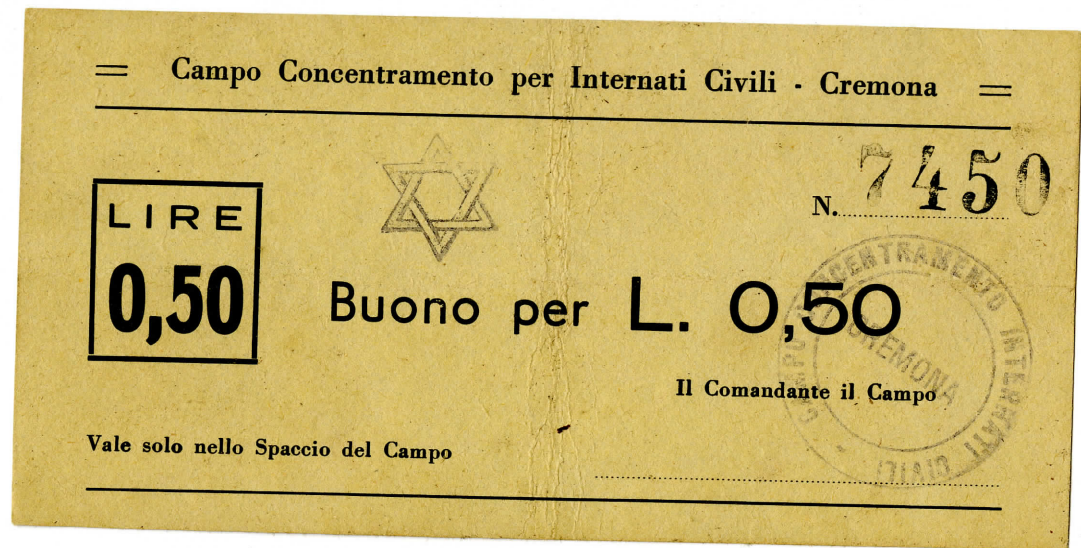 = Campo Concentramento per Internati Civili - Cremona =
N. 7450
LIRE
0,50
Buono per L. 0,50
CAMPO CONCENTRAMENTO INTERNATI CIVILI -
CREMONA
Il Comandante il Campo
Vale solo nello Spaccio del Campo